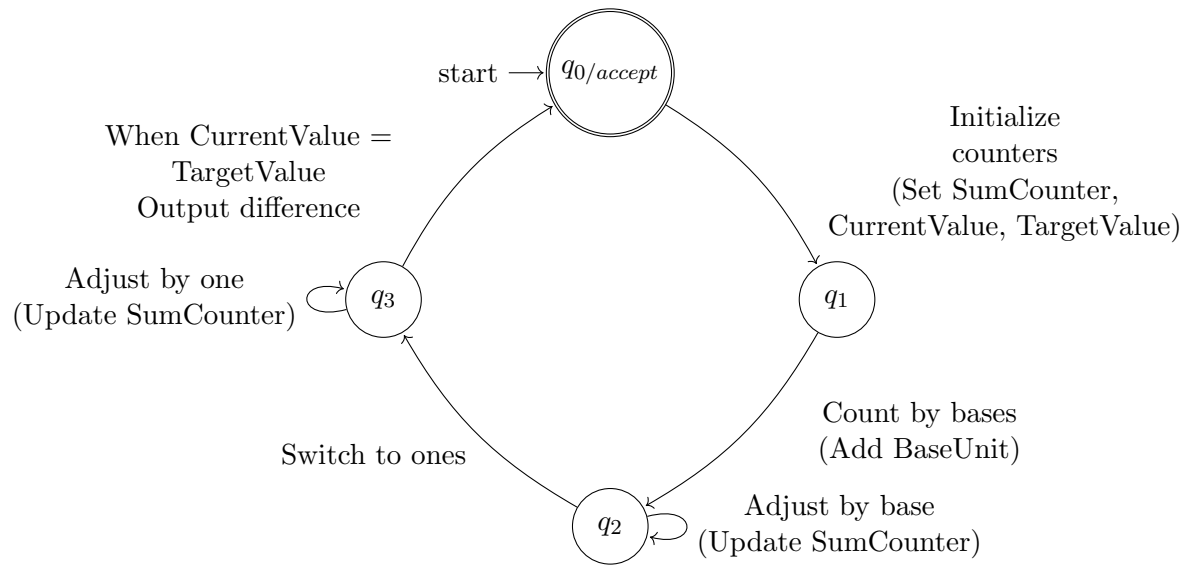 start
q0/accept
When CurrentValue =
TargetValue
Output difference
Initialize
counters
(Set SumCounter,
CurrentValue, TargetValue)
Adjust by one
(Update SumCounter)
q3
q1
Count by bases
(Add BaseUnit)
Switch to ones
q2
Adjust by base
(Update SumCounter)